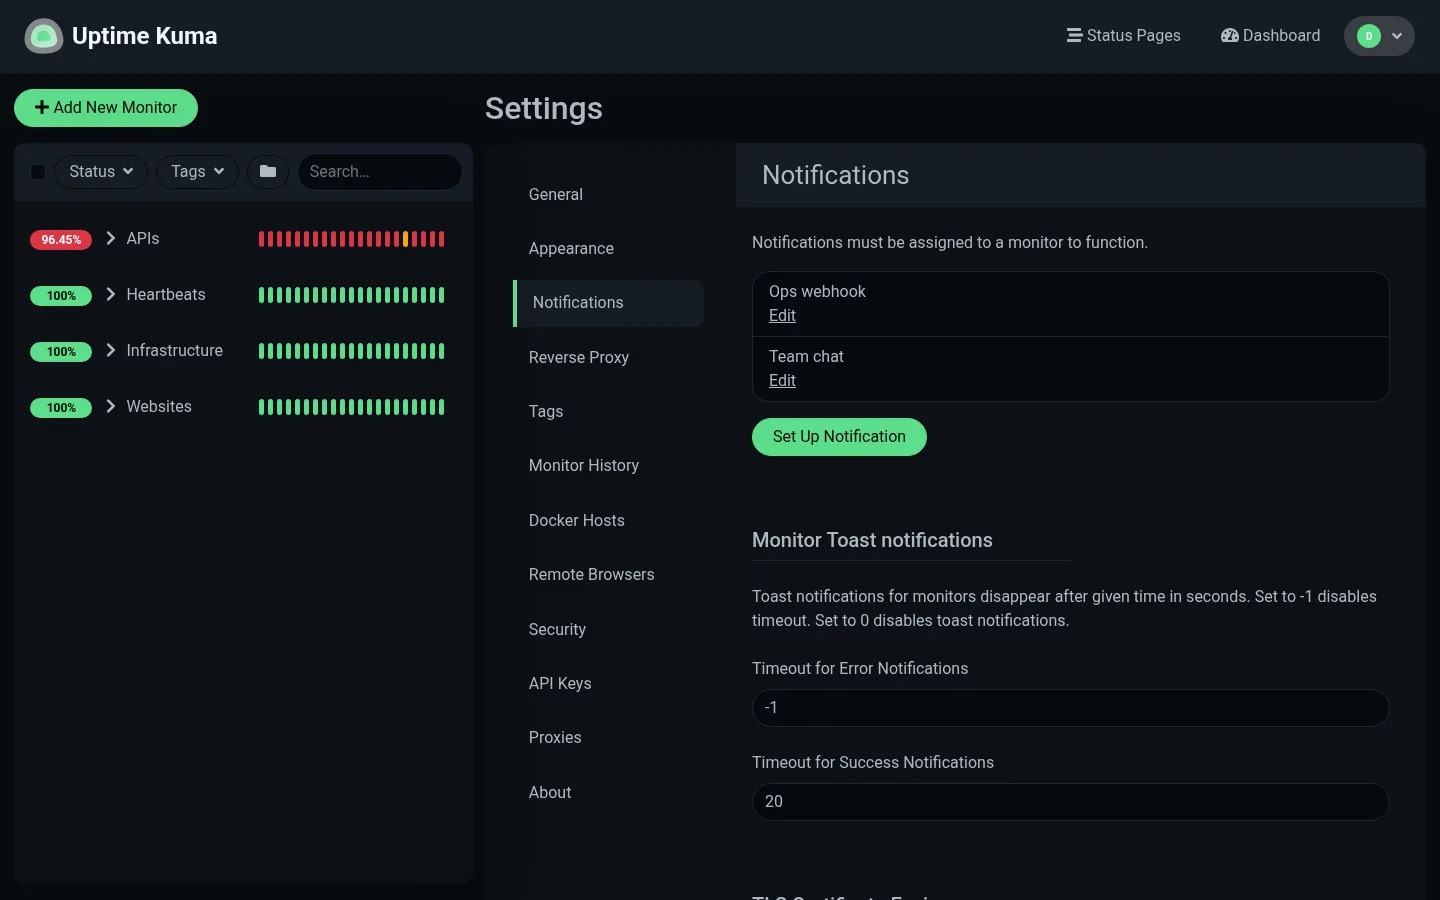 Uptime Kuma
Status Pages
Dashboard
D
Add New Monitor
Settings
Status
Tags
Search...
96.45%
APIs
100%
Heartbeats
100%
Infrastructure
100%
Websites
General
Appearance
Notifications
Reverse Proxy
Tags
Monitor History
Docker Hosts
Remote Browsers
Security
API Keys
Proxies
About
Notifications
Notifications must be assigned to a monitor to function.
Ops webhook
Edit
Team chat
Edit
Set Up Notification
Monitor Toast notifications
Toast notifications for monitors disappear after given time in seconds. Set to -1 disables
timeout. Set to 0 disables toast notifications.
Timeout for Error Notifications
-1
Timeout for Success Notifications
20